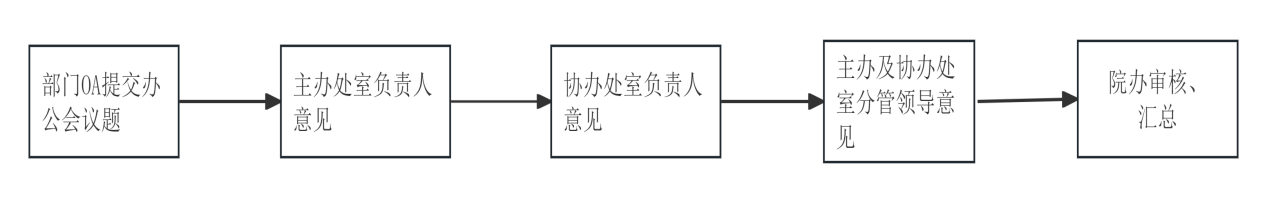 部门OA提交办
公会议题
主办处室负责人
意见
协办处室负责人
意见
主办及协办处
室分管领导意
见
院办审核、
汇总